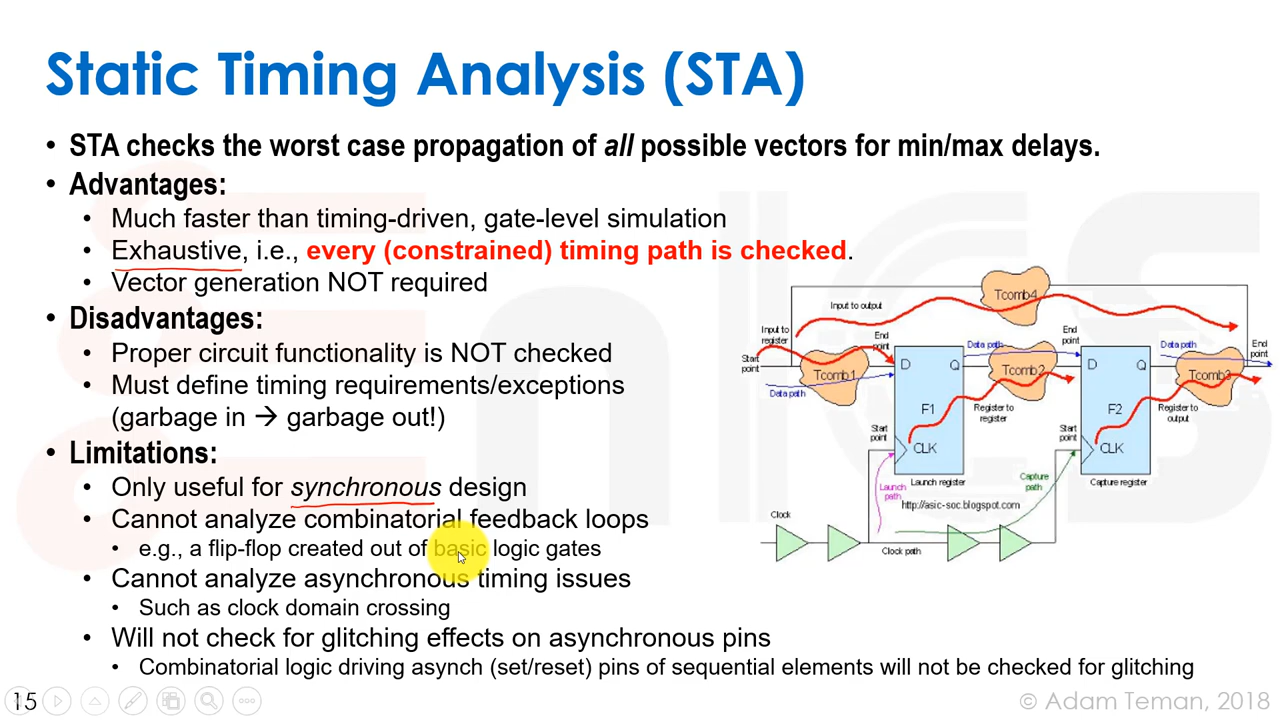 Static Timing Analysis (STA)
• STA checks the worst case propagation of all possible vectors for min/max delays.
• Advantages:
• Much faster than timing-driven, gate-level simulation
• Exhaustive, i.e., every (constrained) timing path is checked.
• Vector generation NOT required
• Disadvantages:
• Proper circuit functionality is NOT checked
• Must define timing requirements/exceptions
(garbage in → garbage out!)
• Limitations:
• Only useful for synchronous design
• Cannot analyze combinatorial feedback loops
• e.g., a flip-flop created out of basic logic gates
• Cannot analyze asynchronous timing issues
• Such as clock domain crossing
• Will not check for glitching effects on asynchronous pins
• Combinatorial logic driving asynch (set/reset) pins of sequential elements will not be checked for glitching
Tcomb4
Input to output
Input to
register
Start
point
End
point
Tcomb1
Data path
D
Q
F1
CLK
Start
point
Launch
path
Launch register
Data path
Tcomb2
Register to
register
End
point
D
Q
F2
CLK
Start
point
Capture
path
Capture register
Data path
Tcomb3
Register to
output
End
point
http://asic-soc.blogspot.com
Clock
Clock path
15
© Adam Teman, 2018
EnICS